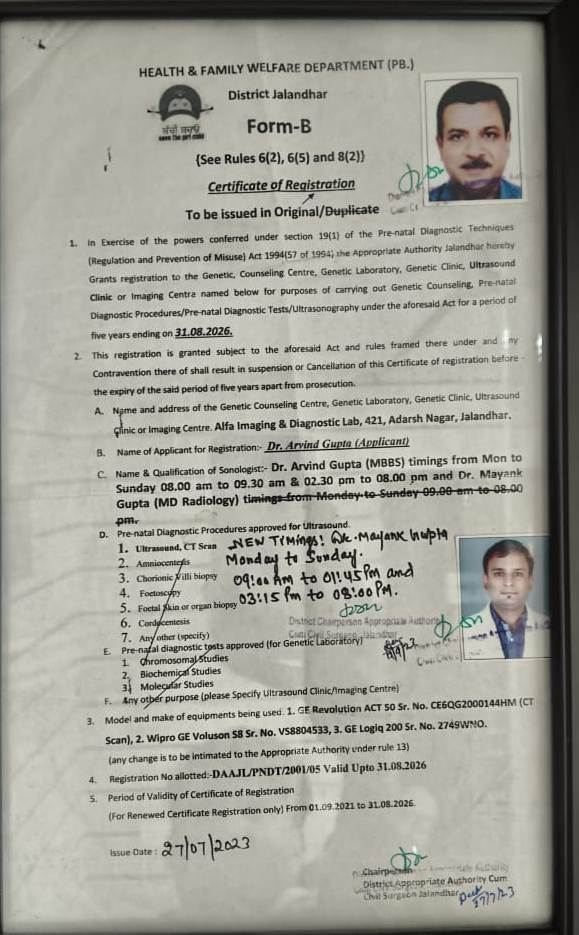 HEALTH & FAMILY WELFARE DEPARTMENT (PB.)
District Jalandhar
save the girl child
Form-B
{See Rules 6(2), 6(5) and 8(2)}
Certificate of Registration
To be issued in Original/Duplicate
1. In Exercise of the powers conferred under section 19(1) of the Pre-natal Diagnostic Techniques
(Regulation and Prevention of Misuse) Act 1994(57 of 1994) the Appropriate Authority Jalandhar hereby
Grants registration to the Genetic, Counseling Centre, Genetic Laboratory, Genetic Clinic, Ultrasound
Clinic or Imaging Centre named below for purposes of carrying out Genetic Counseling, Pre-natal
Diagnostic Procedures/Pre-natal Diagnostic Tests/Ultrasonography under the aforesaid Act for a period of
five years ending on 31.08.2026.
2. This registration is granted subject to the aforesaid Act and rules framed there under and any
Contravention there of shall result in suspension or Cancellation of this Certificate of registration before
the expiry of the said period of five years apart from prosecution.
A. Name and address of the Genetic Counseling Centre, Genetic Laboratory, Genetic Clinic, Ultrasound
Clinic or Imaging Centre. Alfa Imaging & Diagnostic Lab, 421, Adarsh Nagar, Jalandhar.
B. Name of Applicant for Registration:- Dr. Arvind Gupta (Applicant)
C. Name & Qualification of Sonologist:- Dr. Arvind Gupta (MBBS) timings from Mon to
Sunday 08.00 am to 09.30 am & 02.30 pm to 08.00 pm and Dr. Mayank
Gupta (MD Radiology) timings from Monday to Sunday 09.00 am to 08.00
pm.
D. Pre-natal Diagnostic Procedures approved for Ultrasound.
1. Ultrasound, CT Scan NEW TIMings: Dr. Mayank Gupta
2. Amniocentesis Monday to Sunday.
3. Chorionic Villi biopsy 09:00 Am to 01:45 Pm and
4. Foetoscopy 03:15 Pm to 08:00 PM.
5. Foetal Skin or organ biopsy
6. Cordocentesis District Chairperson Appropriate Authority
7. Any other (specify) Cum Civil Surgeon Jalandhar
E. Pre-natal diagnostic tests approved (for Genetic Laboratory)
1. Chromosomal Studies
2. Biochemical Studies
3. Molecular Studies
F. Any other purpose (please Specify Ultrasound Clinic/Imaging Centre)
3. Model and make of equipments being used. 1. GE Revolution ACT 50 Sr. No. CE6QG2000144HM (CT
Scan), 2. Wipro GE Voluson S8 Sr. No. VS8804533, 3. GE Logiq 200 Sr. No. 2749WNO.
(any change is to be intimated to the Appropriate Authority under rule 13)
4. Registration No allotted:-DAAJL/PNDT/2001/05 Valid Upto 31.08.2026
5. Period of Validity of Certificate of Registration
(For Renewed Certificate Registration only) From 01.09.2021 to 31.08.2026.
Issue Date : 27/07/2023
Chairperson
District Appropriate Authority Cum
Civil Surgeon Jalandhar
27/7/23